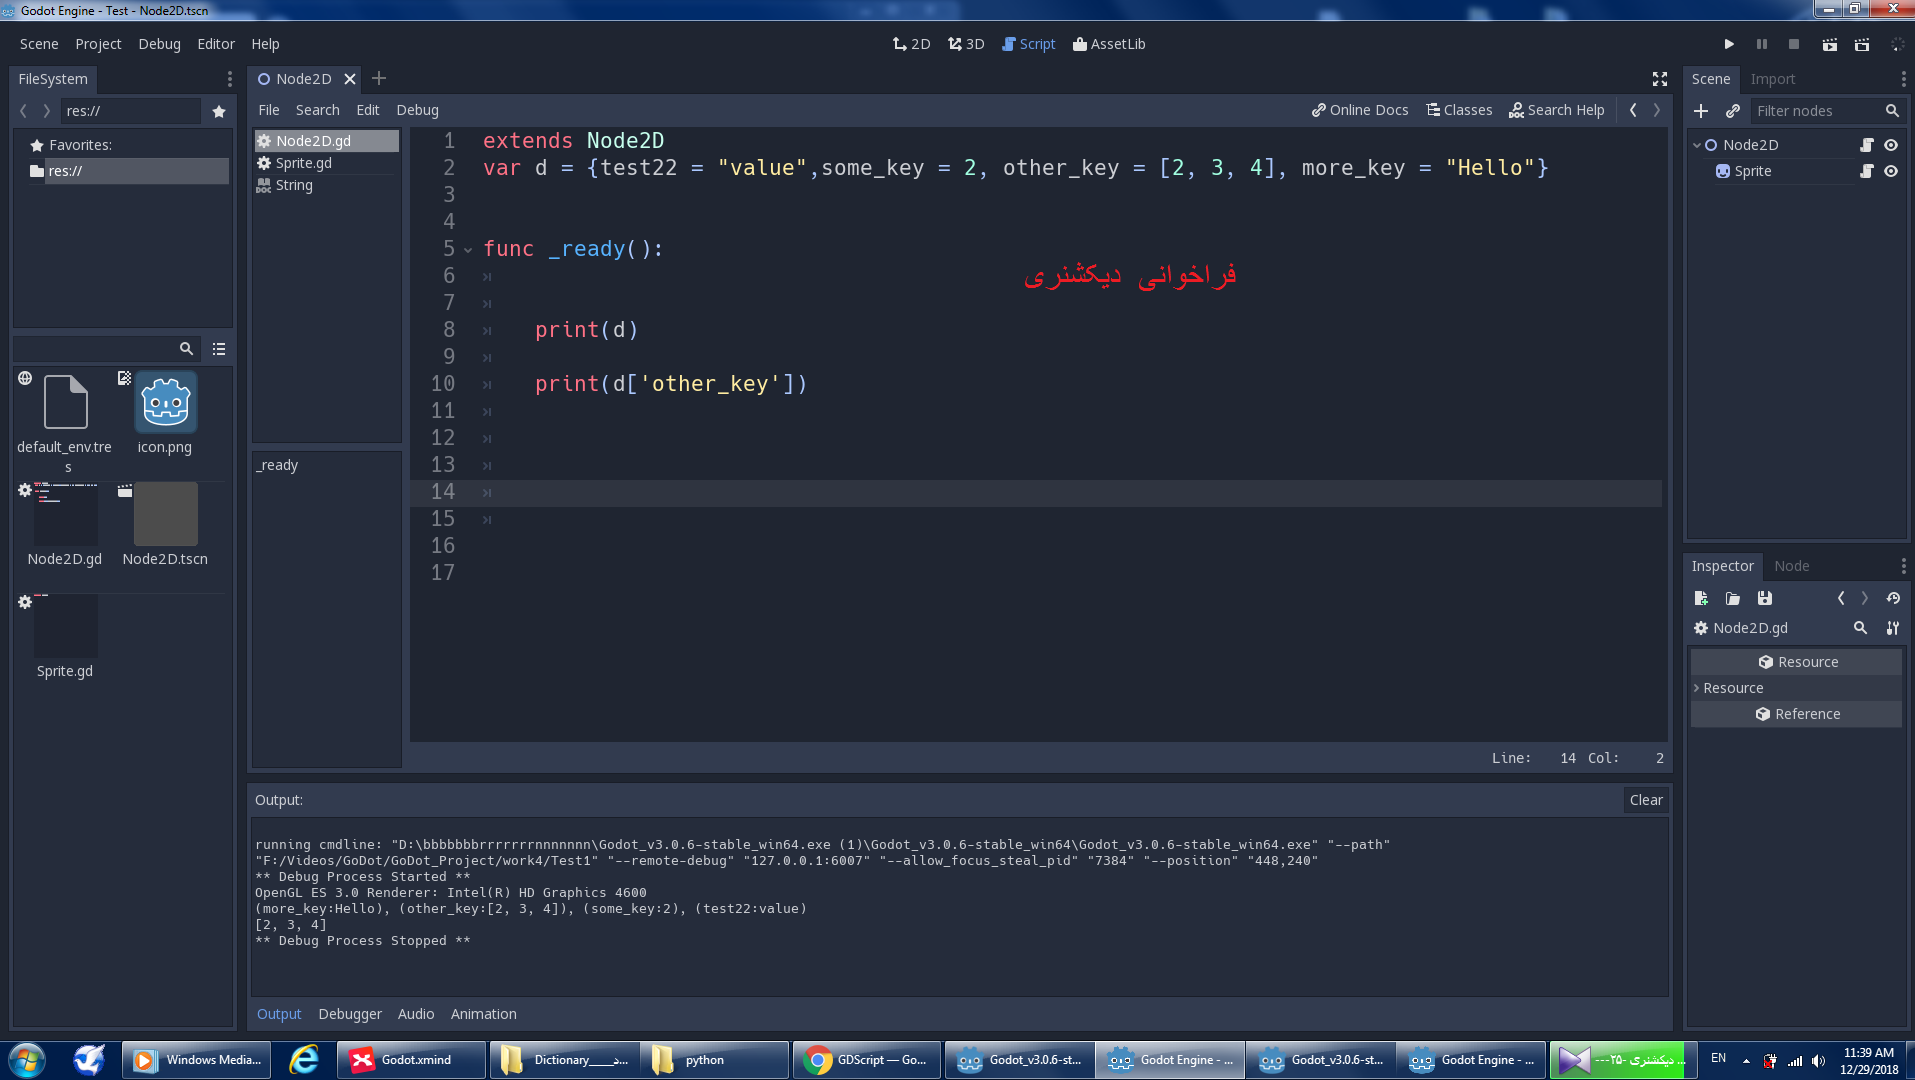 Godot Engine - Test - Node2D.tscn
Scene Project Debug Editor Help
2D 3D Script AssetLib
FileSystem
res://
Favorites:
res://
default_env.tres
icon.png
Node2D.gd
Node2D.tscn
Sprite.gd
Node2D
File Search Edit Debug
Online Docs Classes Search Help
Node2D.gd
Sprite.gd
String
_ready
1 extends Node2D
2 var d = {test22 = "value",some_key = 2, other_key = [2, 3, 4], more_key = "Hello"}
3
4
5 func _ready():
6
فراخوانی دیکشنری
7
8 print(d)
9
10 print(d['other_key'])
11
12
13
14
15
16
17
Line: 14 Col: 2
Output:
Clear
running cmdline: "D:\bbbbbbbrrrrrrrnnnnnnn\Godot_v3.0.6-stable_win64.exe (1)\Godot_v3.0.6-stable_win64\Godot_v3.0.6-stable_win64.exe" "--path"
"F:/Videos/GoDot/GoDot_Project/work4/Test1" "--remote-debug" "127.0.0.1:6007" "--allow_focus_steal_pid" "7384" "--position" "448,240"
** Debug Process Started **
OpenGL ES 3.0 Renderer: Intel(R) HD Graphics 4600
(more_key:Hello), (other_key:[2, 3, 4]), (some_key:2), (test22:value)
[2, 3, 4]
** Debug Process Stopped **
Output Debugger Audio Animation
Scene Import
Filter nodes
Node2D
Sprite
Inspector Node
Node2D.gd
Resource
Resource
Reference
Windows Media...
Godot.xmind
Dictionary____د...
python
GDScript — Go...
Godot_v3.0.6-st...
Godot Engine - ...
Godot_v3.0.6-st...
Godot Engine - ...
دیکشنری -۲۵---
EN
11:39 AM
12/29/2018